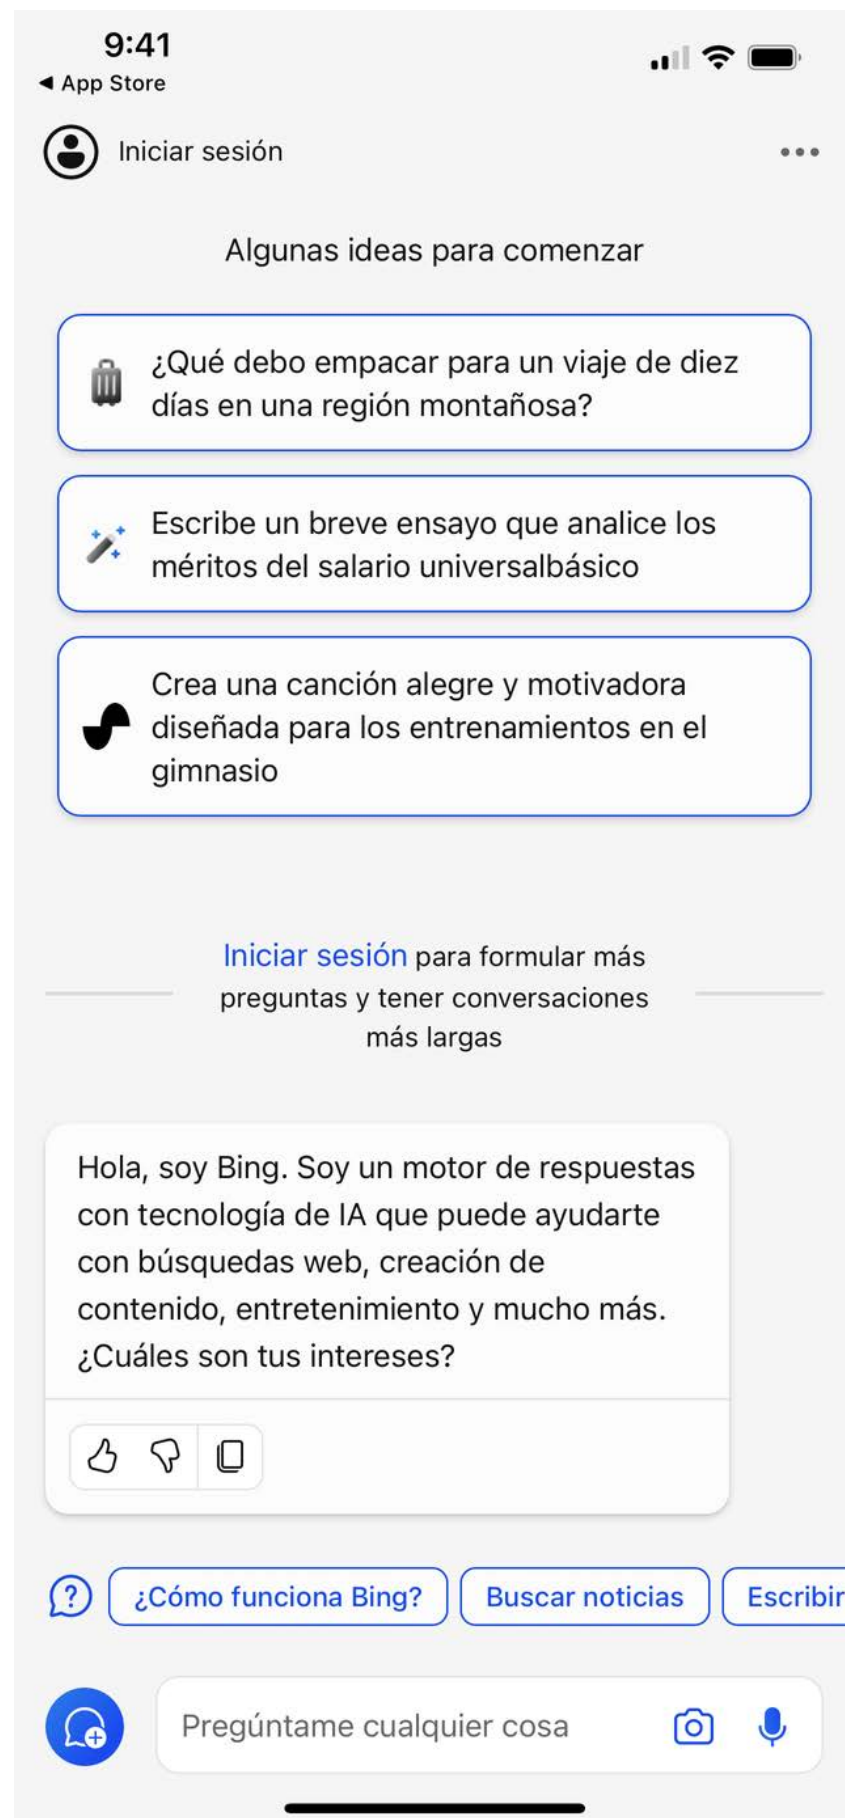 9:41
◀ App Store
Iniciar sesión
Algunas ideas para comenzar
¿Qué debo empacar para un viaje de diez
días en una región montañosa?
Escribe un breve ensayo que analice los
méritos del salario universalbásico
Crea una canción alegre y motivadora
diseñada para los entrenamientos en el
gimnasio
Iniciar sesión para formular más
preguntas y tener conversaciones
más largas
Hola, soy Bing. Soy un motor de respuestas
con tecnología de IA que puede ayudarte
con búsquedas web, creación de
contenido, entretenimiento y mucho más.
¿Cuáles son tus intereses?
¿Cómo funciona Bing? Buscar noticias Escribir
Pregúntame cualquier cosa